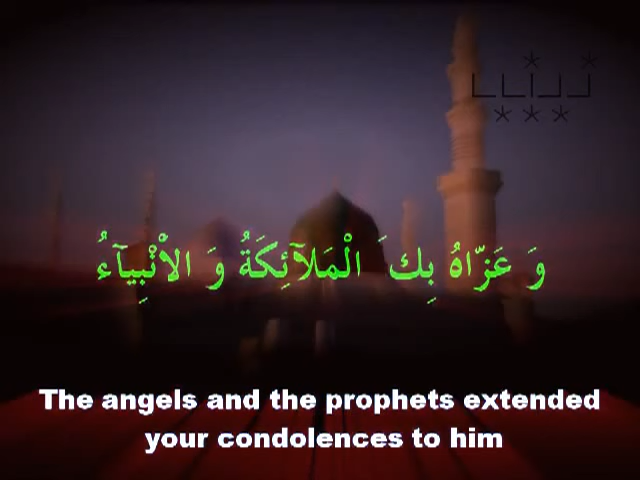 وَ عَزّاهُ بِكَ الْمَلآئِكَةُ وَ الاْنْبِيآءُ
The angels and the prophets extended
your condolences to him